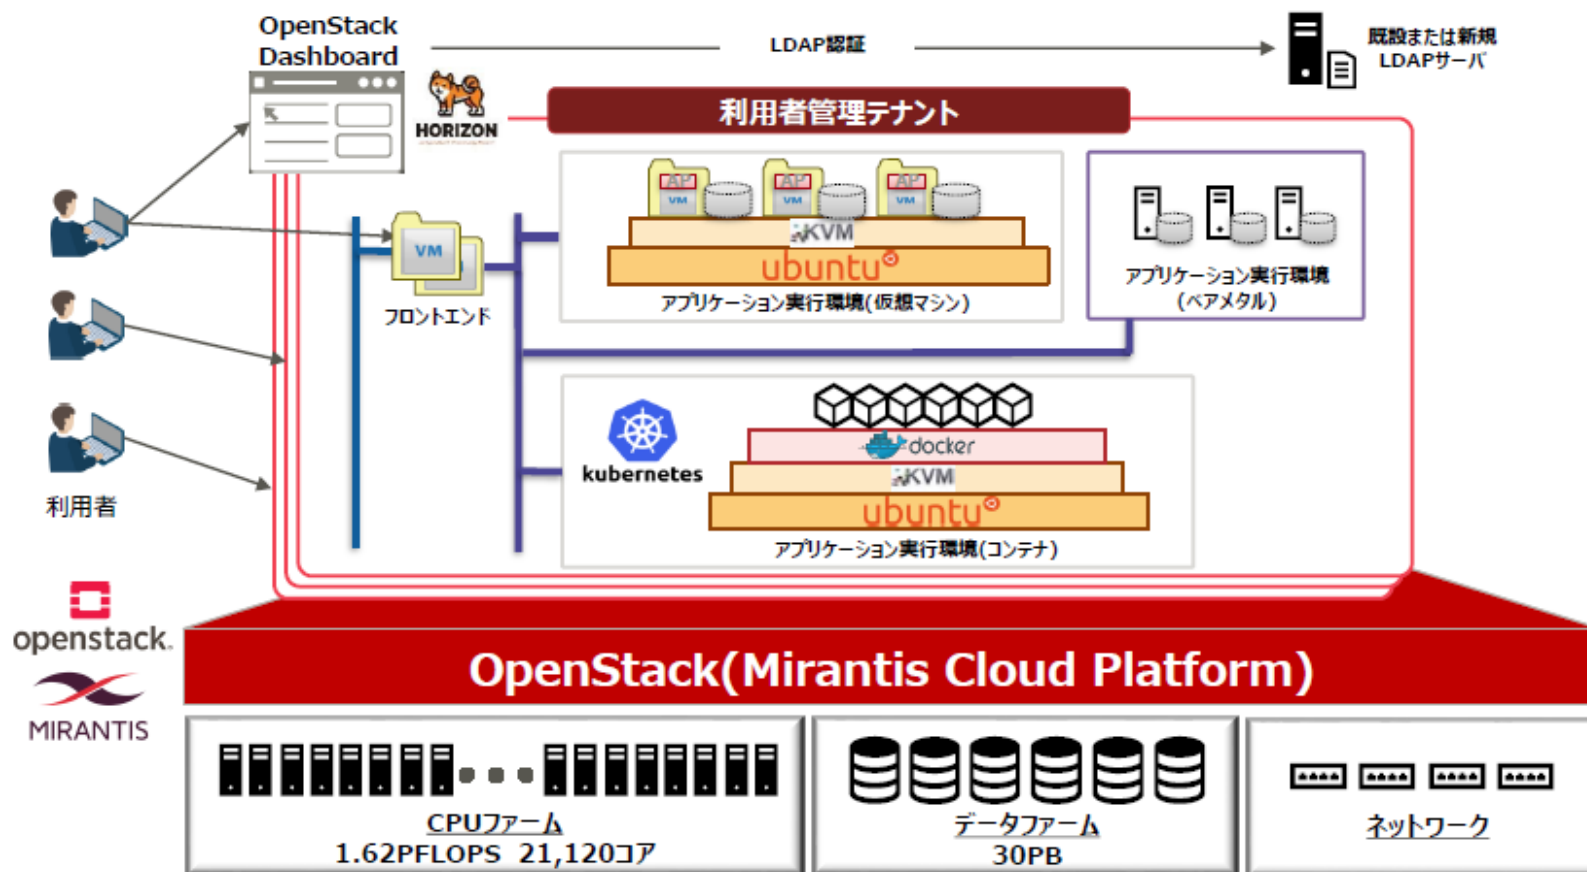 OpenStack
Dashboard
LDAP認証
既設または新規
LDAPサーバ
HORIZON
利用者管理テナント
AP
VM
AP
VM
AP
VM
KVM
ubuntu
アプリケーション実行環境(仮想マシン)
アプリケーション実行環境
(ベアメタル)
VM
フロントエンド
kubernetes
docker
KVM
ubuntu
アプリケーション実行環境(コンテナ)
利用者
openstack.
MIRANTIS
OpenStack(Mirantis Cloud Platform)
CPUファーム
1.62PFLOPS 21,120コア
データファーム
30PB
ネットワーク